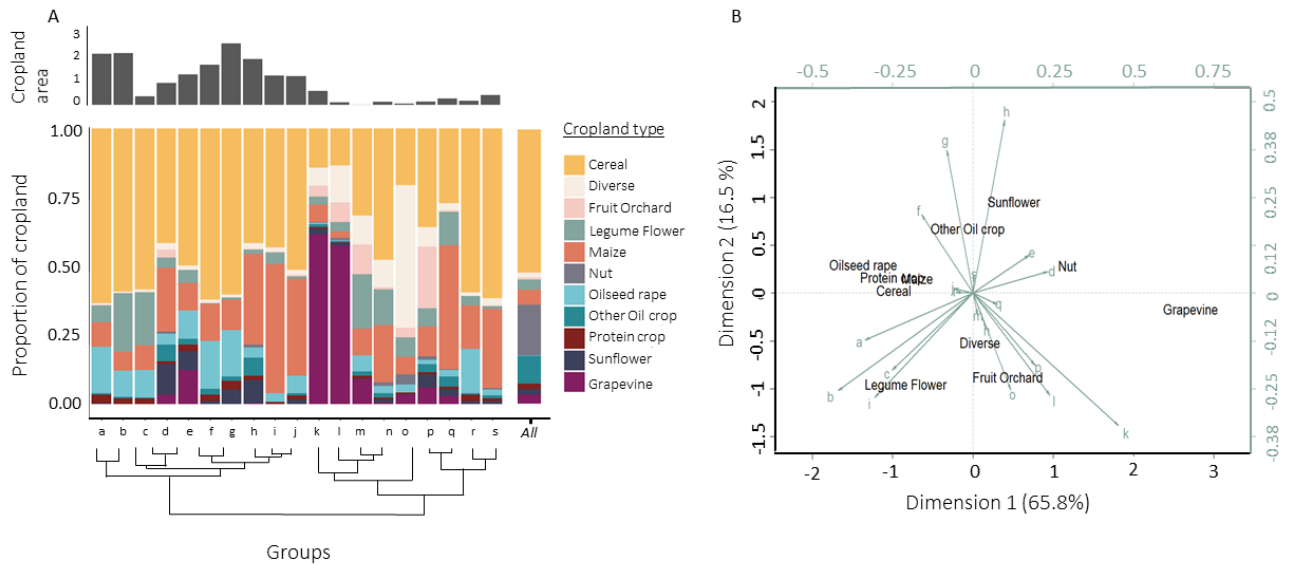 A
Cropland
area
3
2
1
0
Proportion of cropland
1.00
0.75
0.50
0.25
0.00
a b c d e f g h i j k l m n o p q r s All
Groups
Cropland type
Cereal
Diverse
Fruit Orchard
Legume Flower
Maize
Nut
Oilseed rape
Other Oil crop
Protein crop
Sunflower
Grapevine
B
-0.5 -0.25 0 0.25 0.5 0.75
Dimension 2 (16.5 %)
2
1.5
1
0.5
.0
-0.5
-1
-1.5
0.5
0.38
0.25
0.12
0
-0.12
-0.25
-0.38
h
g
Sunflower
f
Other Oil crop
e
Oilseed rape
Nut
d
s
Protein crop
Maize
Cereal
q
Grapevine
a
Diverse
c
p
Fruit Orchard
Legume Flower
b
i
o
l
k
-2 -1 0 1 2 3
Dimension 1 (65.8%)